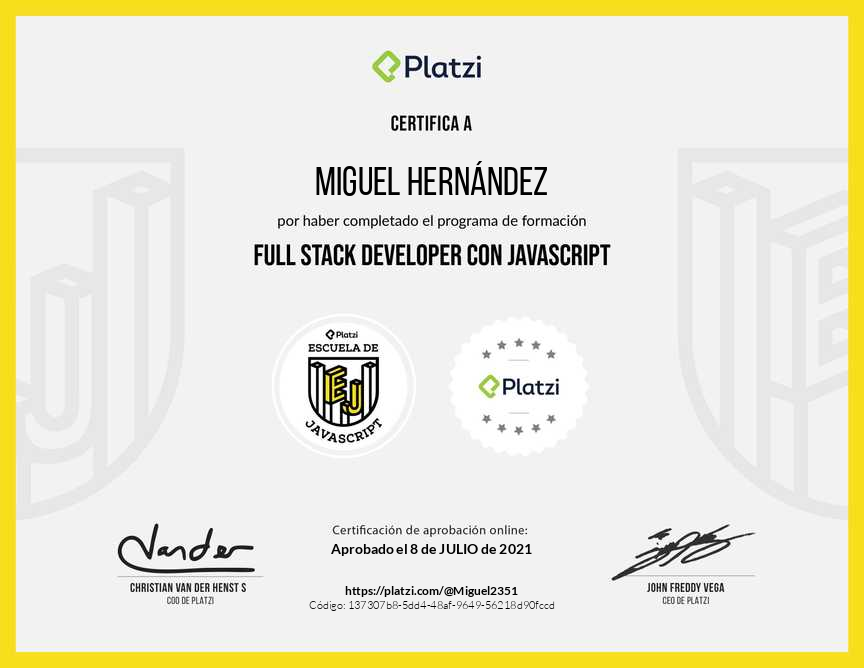 Platzi
CERTIFICA A
MIGUEL HERNÁNDEZ
por haber completado el programa de formación
FULL STACK DEVELOPER CON JAVASCRIPT
Platzi
ESCUELA DE
EJ
JAVASCRIPT
Platzi
Vander
Certificación de aprobación online:
Aprobado el 8 de JULIO de 2021
CHRISTIAN VAN DER HENST S
COO DE PLATZI
https://platzi.com/@Miguel2351
Código: 137307b8-5dd4-48af-9649-56218d90fccd
JOHN FREDDY VEGA
CEO DE PLATZI